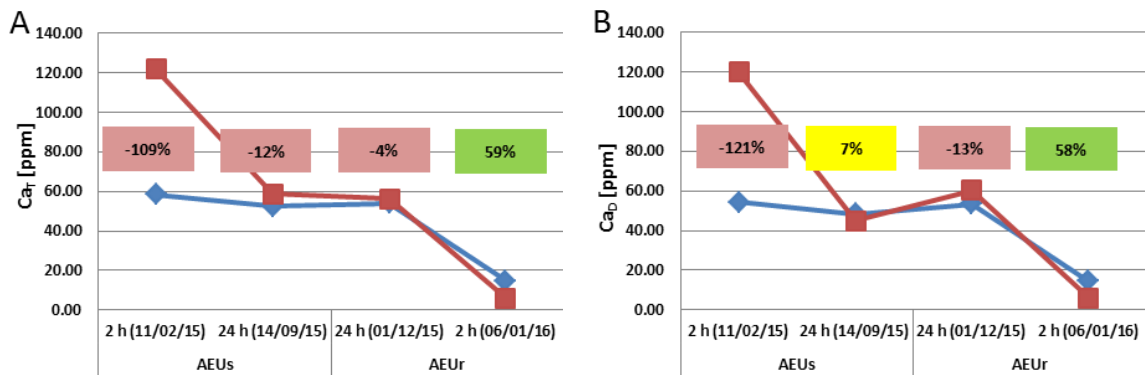 A
CaT [ppm]
140.00
120.00
100.00
80.00
60.00
40.00
20.00
0.00
-109%
-12%
-4%
59%
2 h (11/02/15)
24 h (14/09/15)
24 h (01/12/15)
2 h (06/01/16)
AEUs
AEUr
B
CaD [ppm]
140.00
120.00
100.00
80.00
60.00
40.00
20.00
0.00
-121%
7%
-13%
58%
2 h (11/02/15)
24 h (14/09/15)
24 h (01/12/15)
2 h (06/01/16)
AEUs
AEUr